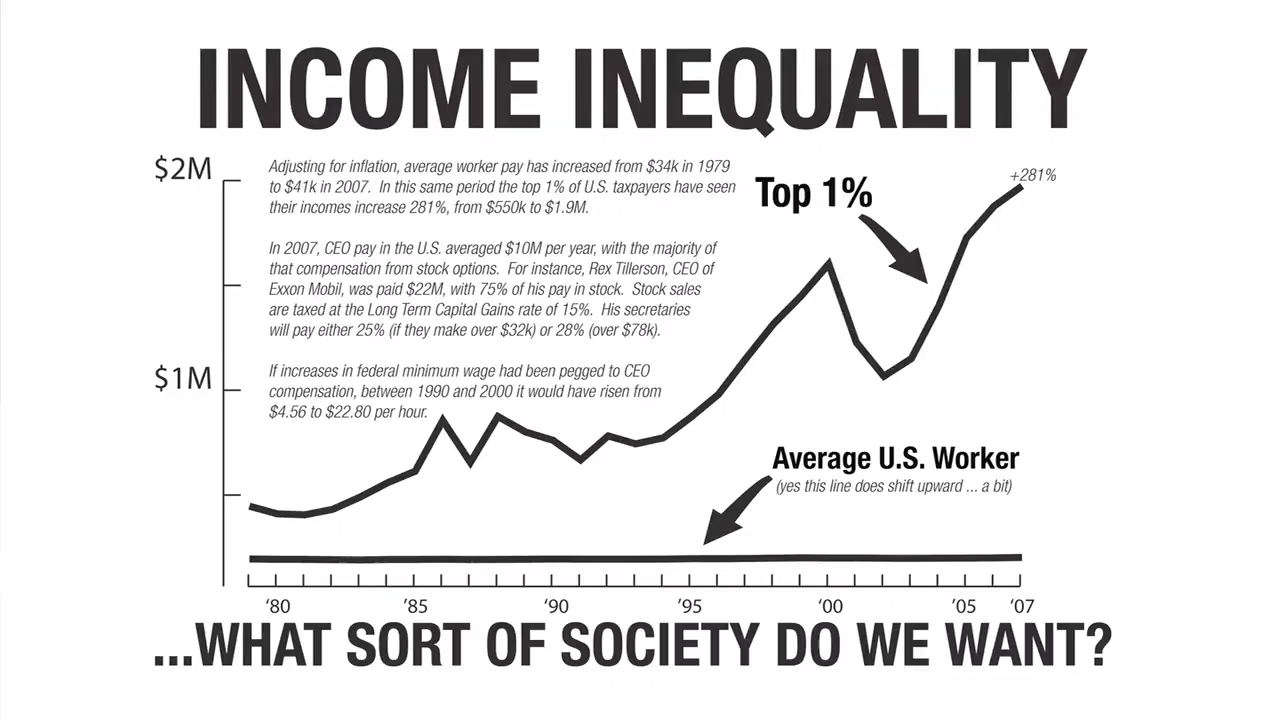 INCOME INEQUALITY
$2M
Adjusting for inflation, average worker pay has increased from $34k in 1979
to $41k in 2007. In this same period the top 1% of U.S. taxpayers have seen
their incomes increase 281%, from $550k to $1.9M.
Top 1%
+281%
In 2007, CEO pay in the U.S. averaged $10M per year, with the majority of
that compensation from stock options. For instance, Rex Tillerson, CEO of
Exxon Mobil, was paid $22M, with 75% of his pay in stock. Stock sales
are taxed at the Long Term Capital Gains rate of 15%. His secretaries
will pay either 25% (if they make over $32k) or 28% (over $78k).
$1M
If increases in federal minimum wage had been pegged to CEO
compensation, between 1990 and 2000 it would have risen from
$4.56 to $22.80 per hour.
Average U.S. Worker
(yes this line does shift upward ... a bit)
‘80 ‘85 ‘90 ‘95 ‘00 ‘05 ‘07
...WHAT SORT OF SOCIETY DO WE WANT?